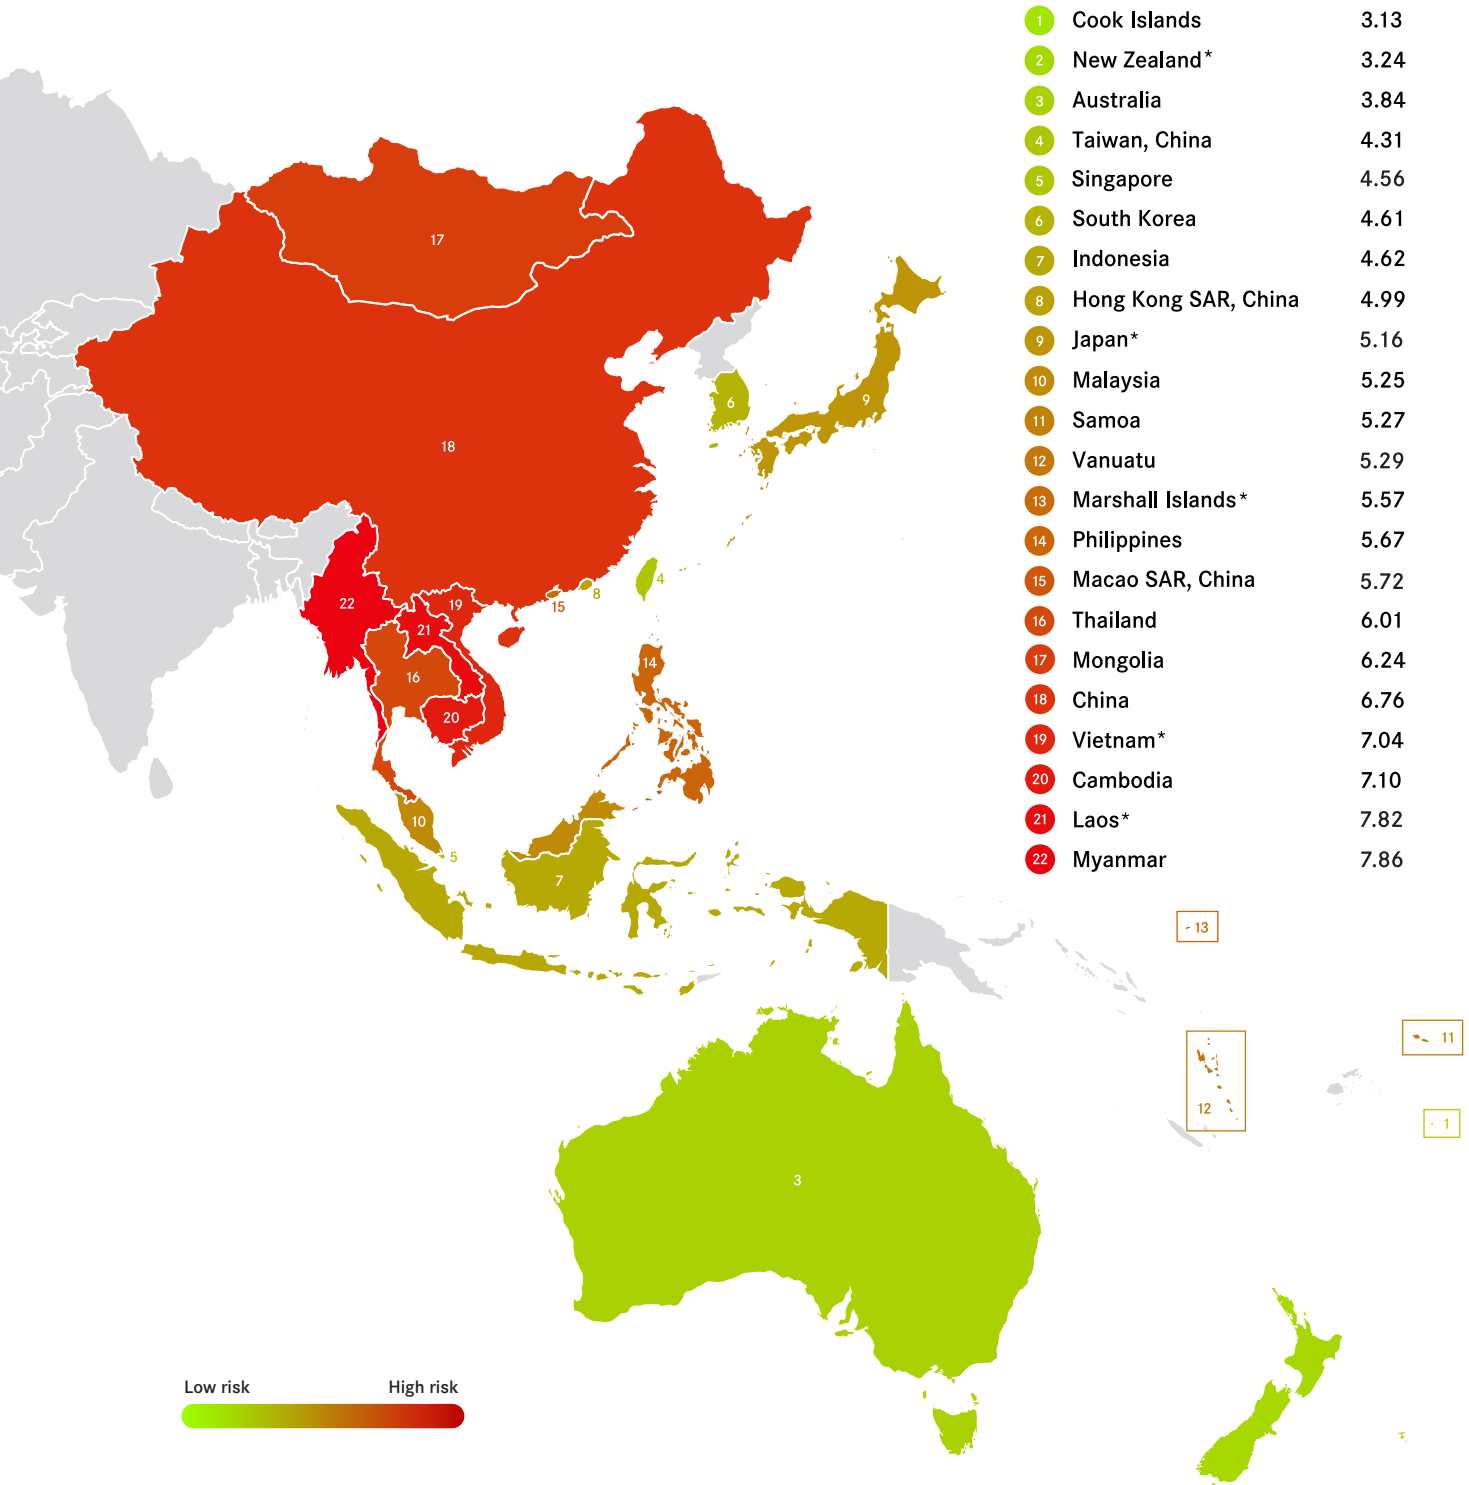 1 Cook Islands 3.13
2 New Zealand* 3.24
3 Australia 3.84
4 Taiwan, China 4.31
5 Singapore 4.56
6 South Korea 4.61
7 Indonesia 4.62
8 Hong Kong SAR, China 4.99
9 Japan* 5.16
10 Malaysia 5.25
11 Samoa 5.27
12 Vanuatu 5.29
13 Marshall Islands* 5.57
14 Philippines 5.67
15 Macao SAR, China 5.72
16 Thailand 6.01
17 Mongolia 6.24
18 China 6.76
19 Vietnam* 7.04
20 Cambodia 7.10
21 Laos* 7.82
22 Myanmar 7.86
17
9
6
18
4
8
15
22
19
21
14
16
20
10
5
7
13
11
12
1
3
Low risk High risk